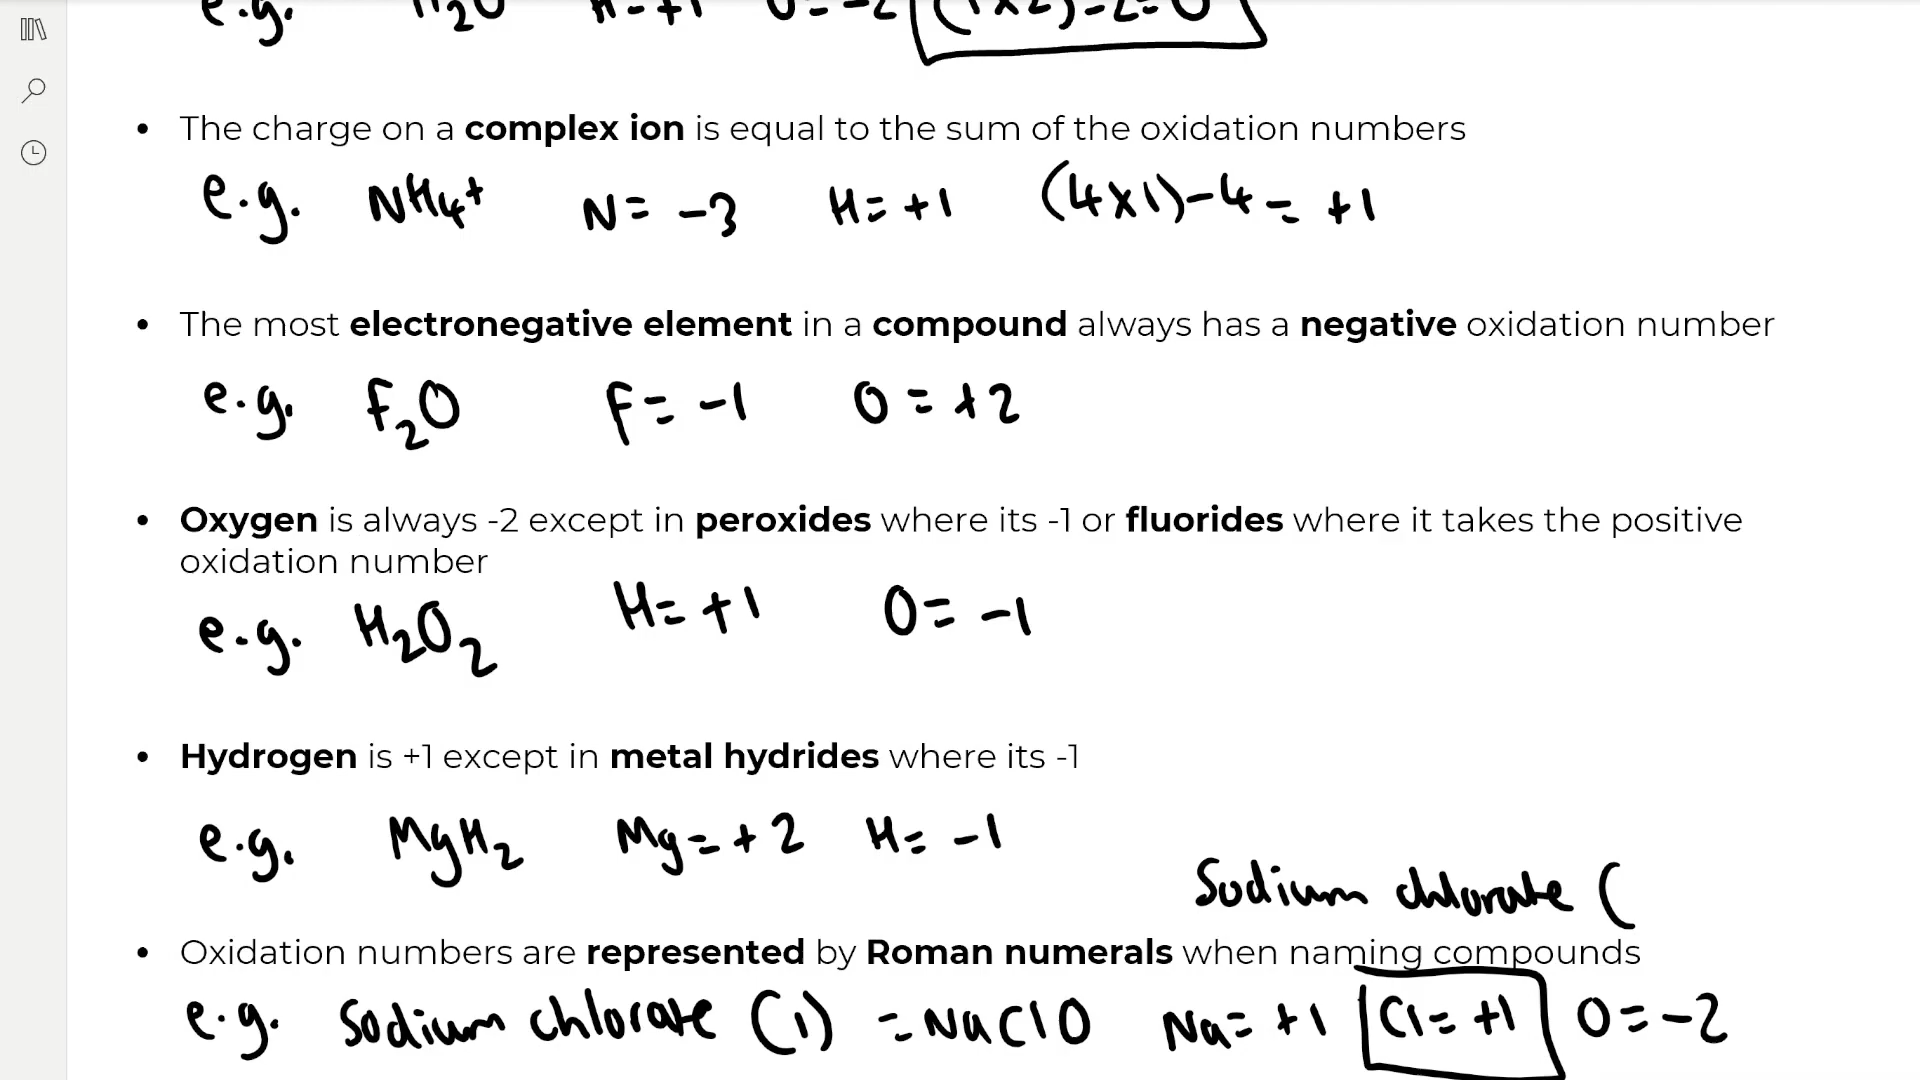 e.g. H2O H=+1 O=-2 (1x2)-2=0
• The charge on a complex ion is equal to the sum of the oxidation numbers
e.g. NH4+ N= -3 H= +1 (4x1)-4= +1
• The most electronegative element in a compound always has a negative oxidation number
e.g. F2O F= -1 O = +2
• Oxygen is always -2 except in peroxides where its -1 or fluorides where it takes the positive
oxidation number
e.g. H2O2 H= +1 O= -1
• Hydrogen is +1 except in metal hydrides where its -1
e.g. MgH2 Mg=+2 H= -1
Sodium chlorate (
• Oxidation numbers are represented by Roman numerals when naming compounds
e.g. Sodium chlorate (1) = NaClO Na= +1 Cl= +1 O= -2